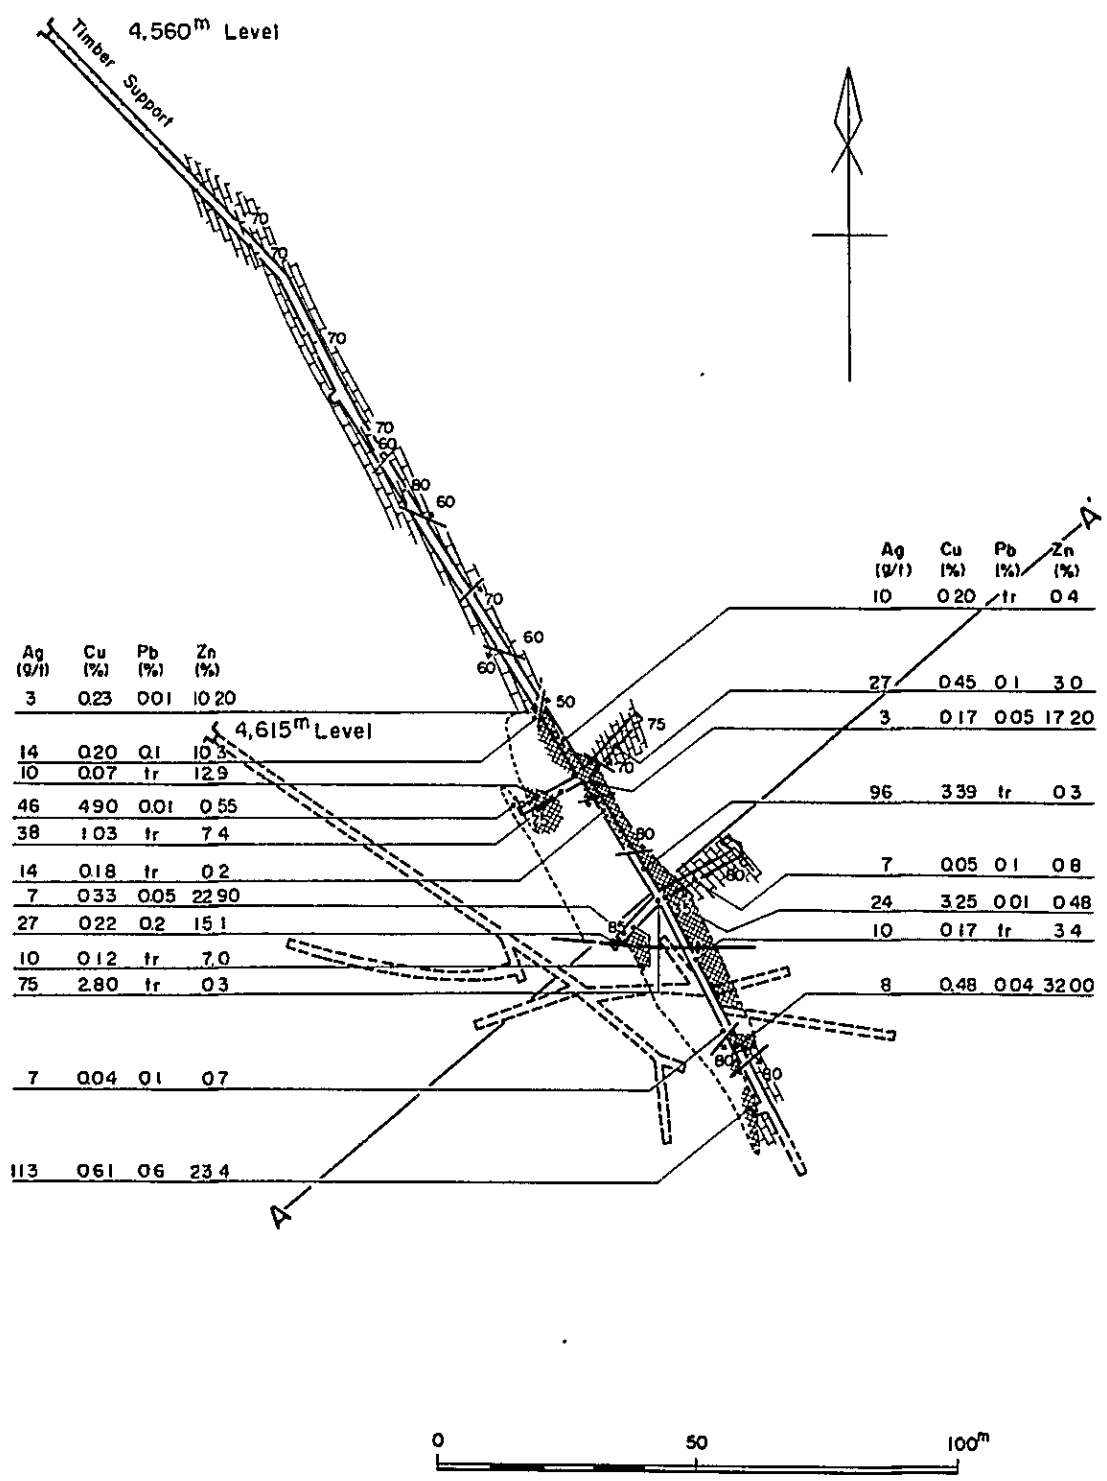 4,560m Level
Timber Support
70
70
70
70
60
80
60
70
60
60
50
75
70
80
80
85
80
80
A'
Ag Cu Pb Zn
(g/t) (%) (%) (%)
10 0.20 tr 0.4
27 0.45 0.1 3.0
3 0.17 0.05 17.20
96 3.39 tr 0.3
7 0.05 0.1 0.8
24 3.25 0.01 0.48
10 0.17 tr 3.4
8 0.48 0.04 32.00
Ag Cu Pb Zn
(g/t) (%) (%) (%)
3 0.23 0.01 10.20
4,615m Level
14 0.20 0.1 10.3
10 0.07 tr 12.9
46 4.90 0.01 0.55
38 1.03 tr 7.4
14 0.18 tr 0.2
7 0.33 0.05 22.90
27 0.22 0.2 15.1
10 0.12 tr 7.0
75 2.80 tr 0.3
7 0.04 0.1 0.7
113 0.61 0.6 23.4
A
0 50 100m